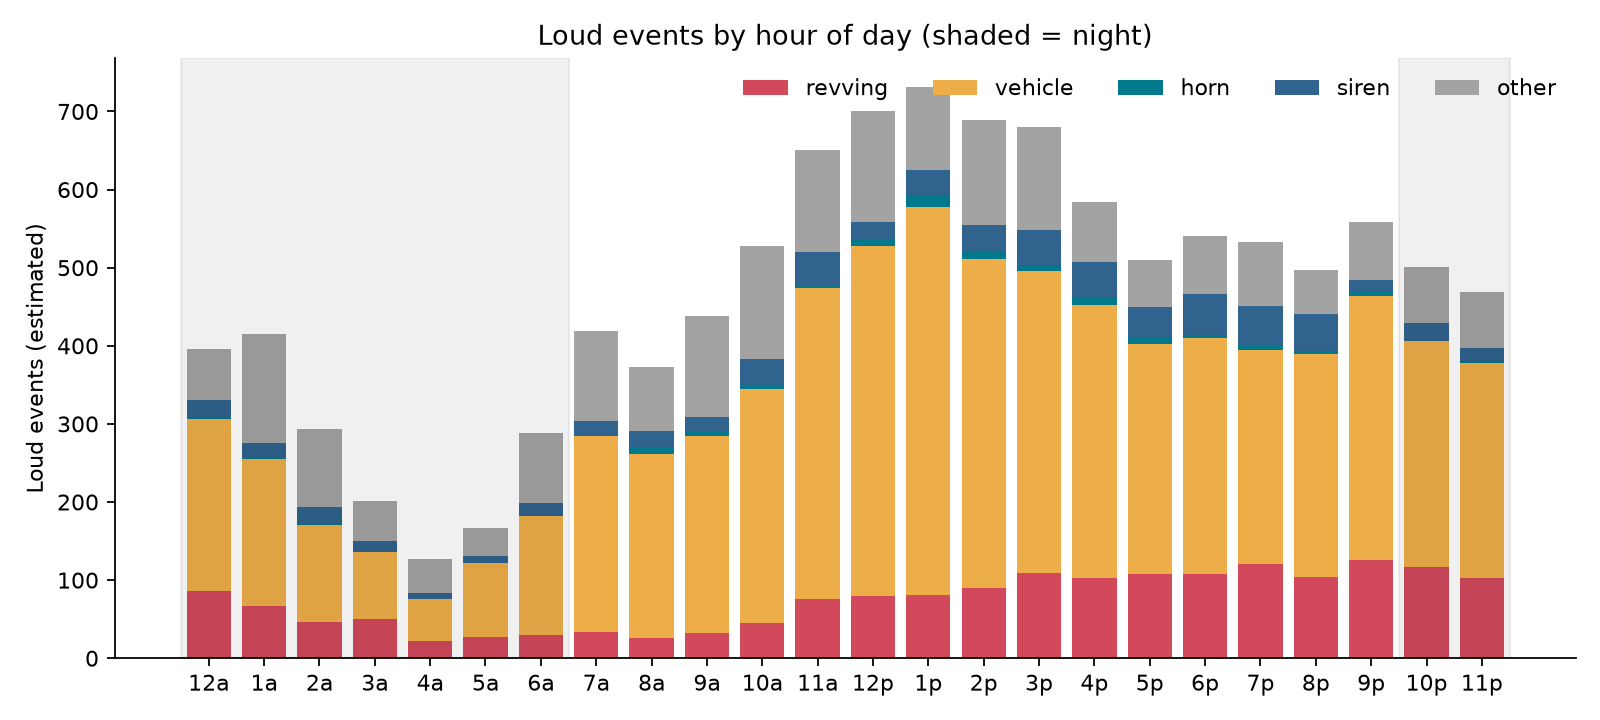 Loud events by hour of day (shaded = night)
revving vehicle horn siren other
Loud events (estimated)
700
600
500
400
300
200
100
0
12a 1a 2a 3a 4a 5a 6a 7a 8a 9a 10a 11a 12p 1p 2p 3p 4p 5p 6p 7p 8p 9p 10p 11p